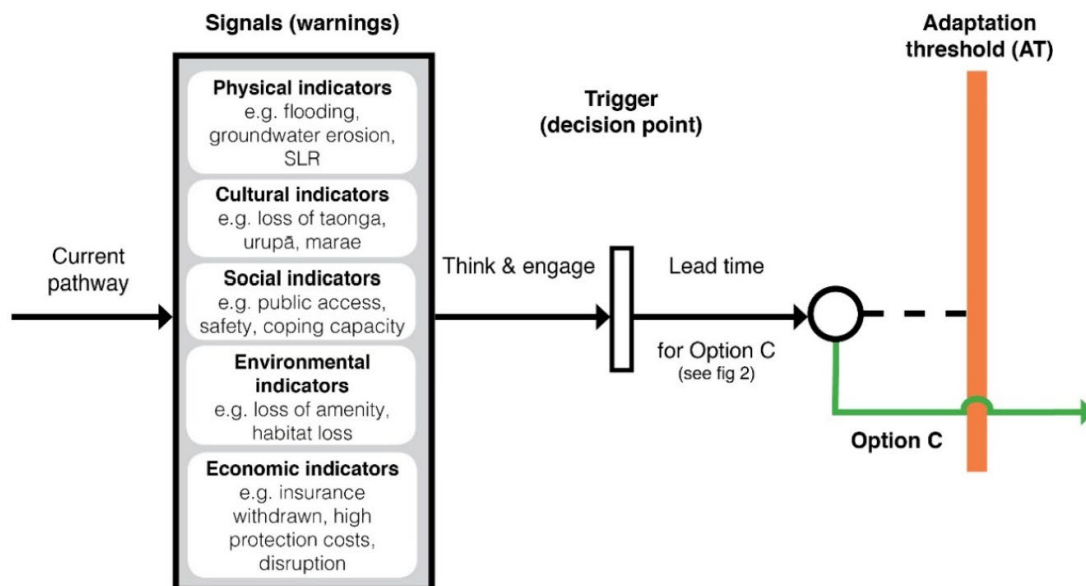 Signals (warnings)
Physical indicators
e.g. flooding,
groundwater erosion,
SLR
Cultural indicators
e.g. loss of taonga,
urupā, marae
Social indicators
e.g. public access,
safety, coping capacity
Environmental
indicators
e.g. loss of amenity,
habitat loss
Economic indicators
e.g. insurance
withdrawn, high
protection costs,
disruption
Current
pathway
Think & engage
Trigger
(decision point)
Lead time
for Option C
(see fig 2)
Adaptation
threshold (AT)
Option C